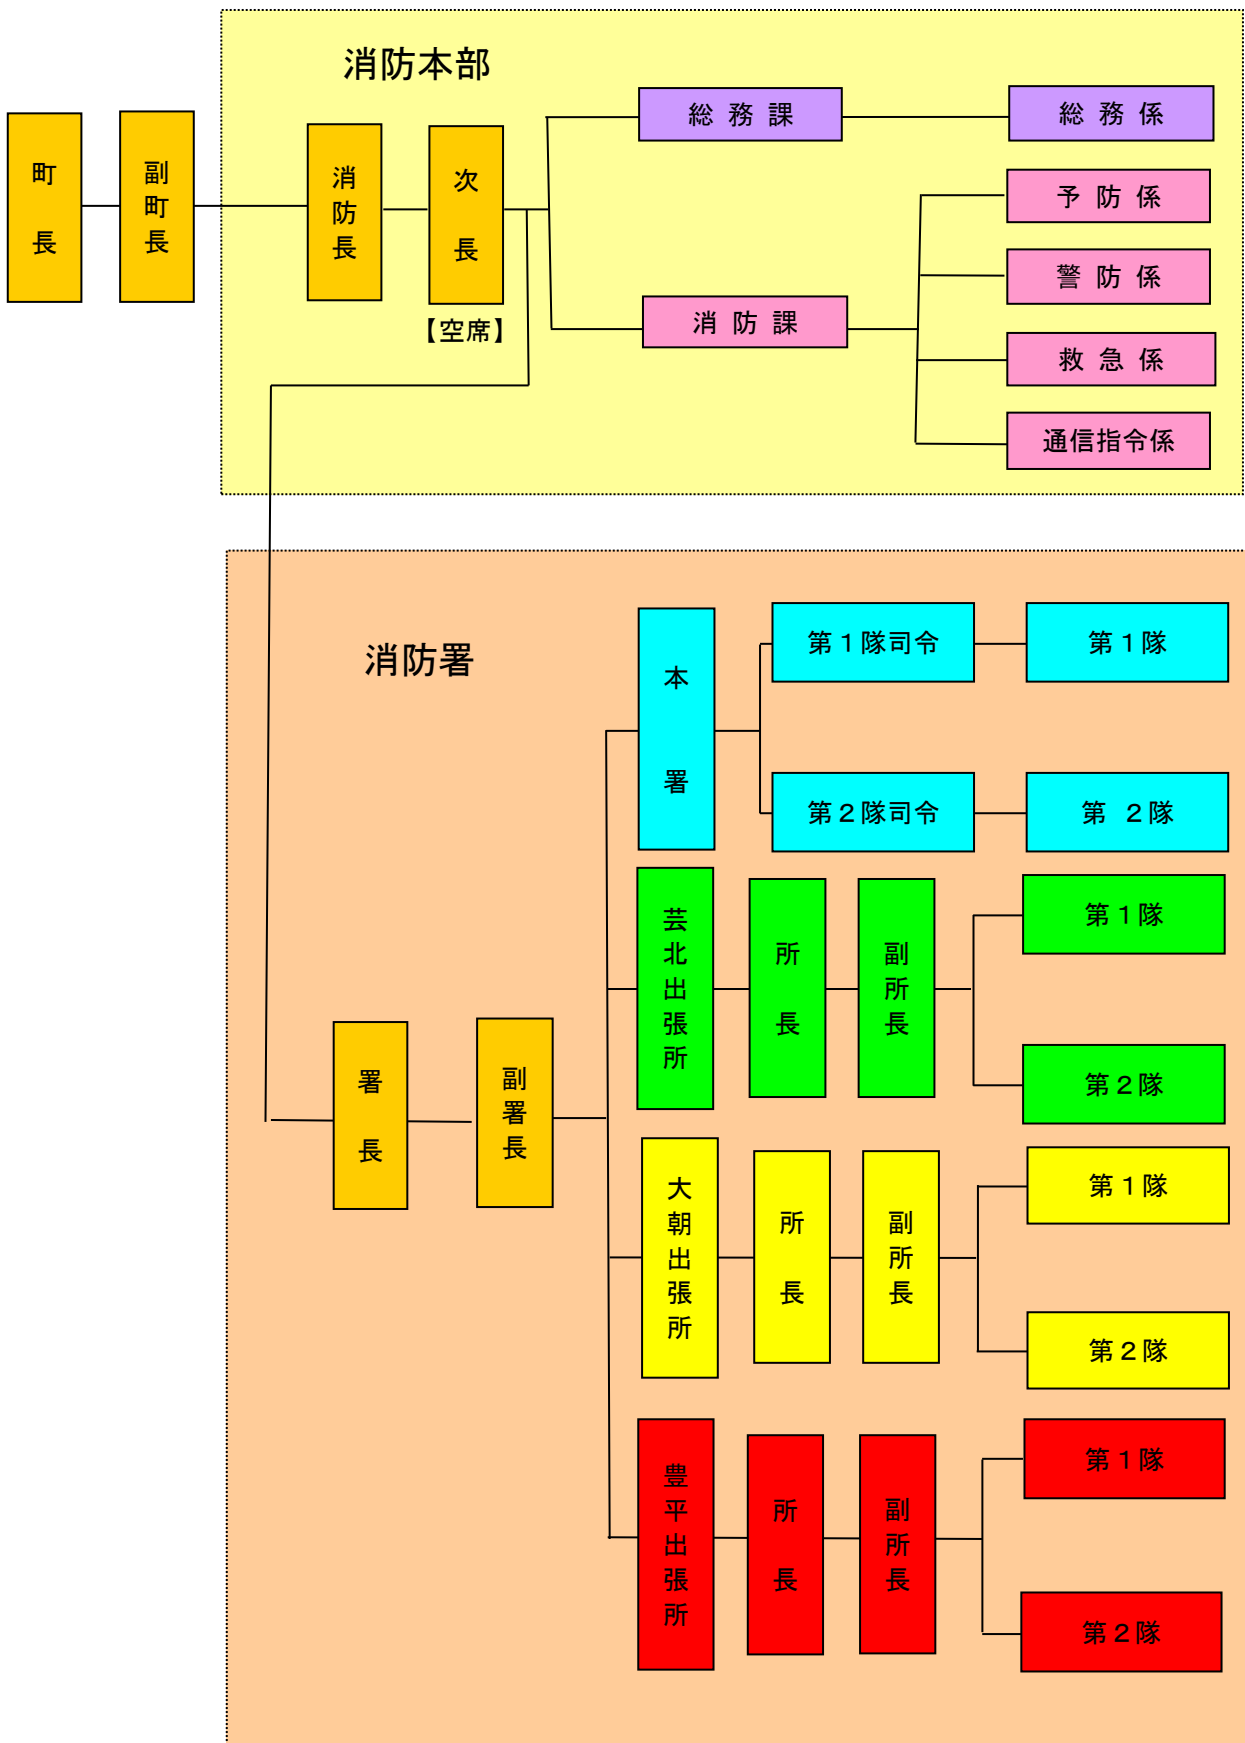 消防本部
町長
副町長
消防長
次長
【空席】
総務課
総務係
消防課
予防係
警防係
救急係
通信指令係
消防署
署長
副署長
本署
第１隊司令
第１隊
第２隊司令
第２隊
芸北出張所
所長
副所長
第１隊
第２隊
大朝出張所
所長
副所長
第１隊
第２隊
豊平出張所
所長
副所長
第１隊
第２隊